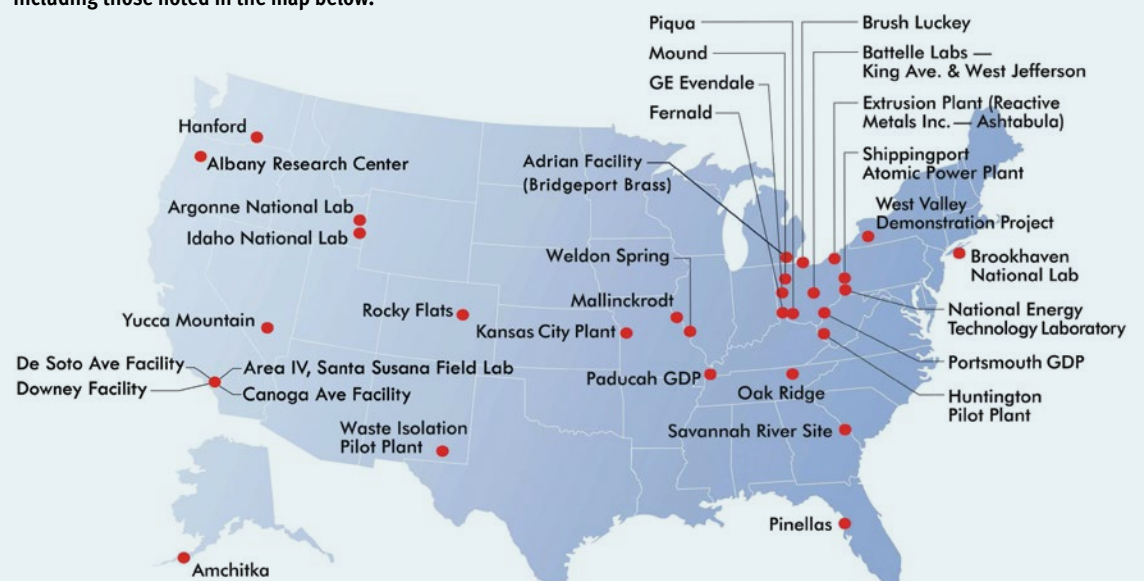 including those noted in the map below.
Piqua
Mound
GE Evendale
Fernald
Brush Luckey
Battelle Labs —
King Ave. & West Jefferson
Extrusion Plant (Reactive
Metals Inc. — Ashtabula)
Shippingport
Atomic Power Plant
West Valley
Demonstration Project
Brookhaven
National Lab
National Energy
Technology Laboratory
Portsmouth GDP
Huntington
Pilot Plant
Adrian Facility
(Bridgeport Brass)
Hanford
Albany Research Center
Argonne National Lab
Idaho National Lab
Weldon Spring
Mallinckrodt
Rocky Flats
Kansas City Plant
Yucca Mountain
De Soto Ave Facility
Downey Facility
Area IV, Santa Susana Field Lab
Canoga Ave Facility
Paducah GDP
Oak Ridge
Waste Isolation
Pilot Plant
Savannah River Site
Pinellas
Amchitka